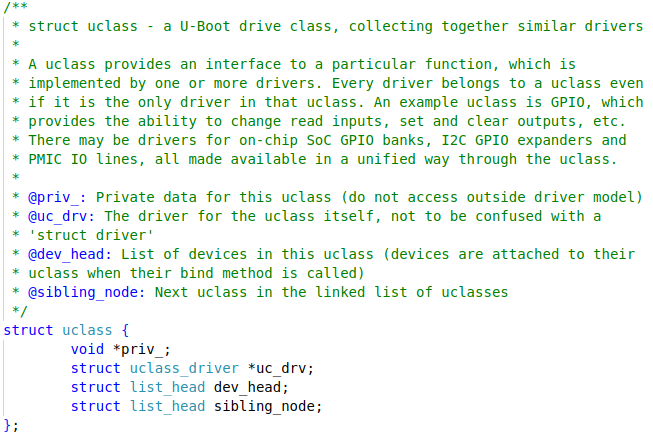 /**
 * struct uclass - a U-Boot drive class, collecting together similar drivers
 *
 * A uclass provides an interface to a particular function, which is
 * implemented by one or more drivers. Every driver belongs to a uclass even
 * if it is the only driver in that uclass. An example uclass is GPIO, which
 * provides the ability to change read inputs, set and clear outputs, etc.
 * There may be drivers for on-chip SoC GPIO banks, I2C GPIO expanders and
 * PMIC IO lines, all made available in a unified way through the uclass.
 *
 * @priv_: Private data for this uclass (do not access outside driver model)
 * @uc_drv: The driver for the uclass itself, not to be confused with a
 * 'struct driver'
 * @dev_head: List of devices in this uclass (devices are attached to their
 * uclass when their bind method is called)
 * @sibling_node: Next uclass in the linked list of uclasses
 */
struct uclass {
        void *priv_;
        struct uclass_driver *uc_drv;
        struct list_head dev_head;
        struct list_head sibling_node;
};